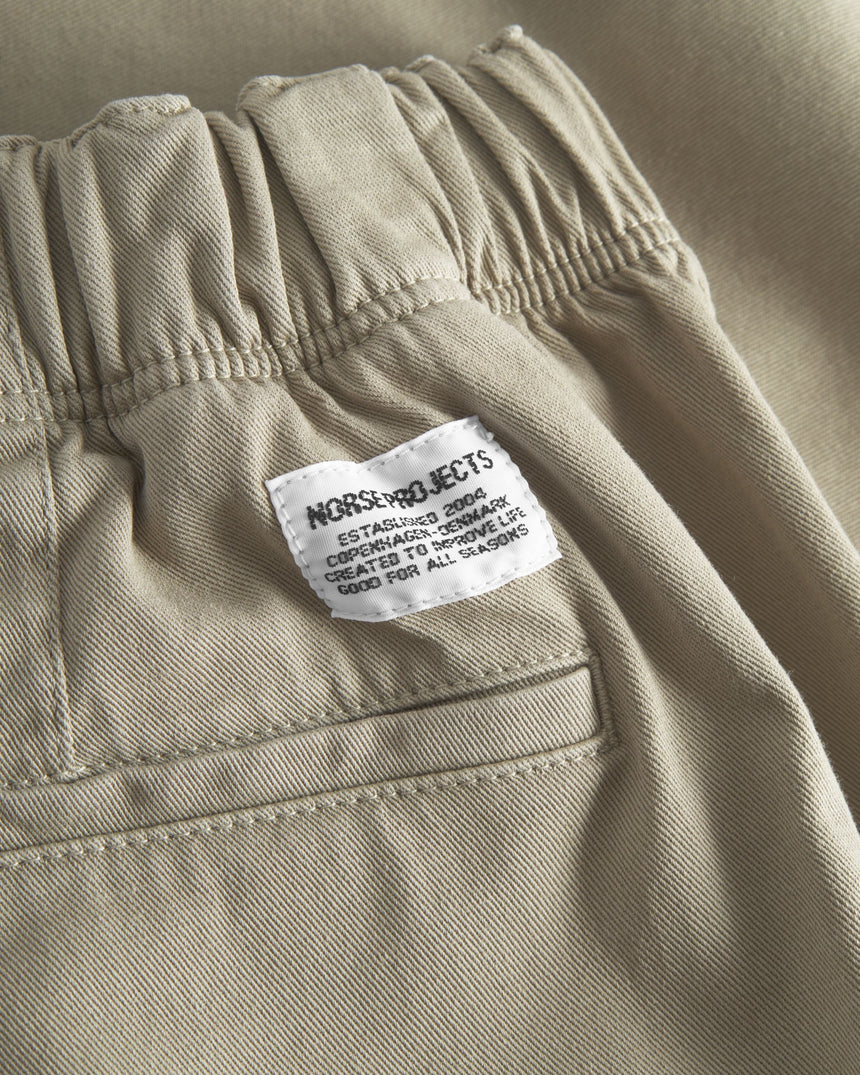 NORSEPROJECTS
ESTABLISHED 2004
COPENHAGEN-DENMARK
CREATED TO IMPROVE LIFE
GOOD FOR ALL SEASONS